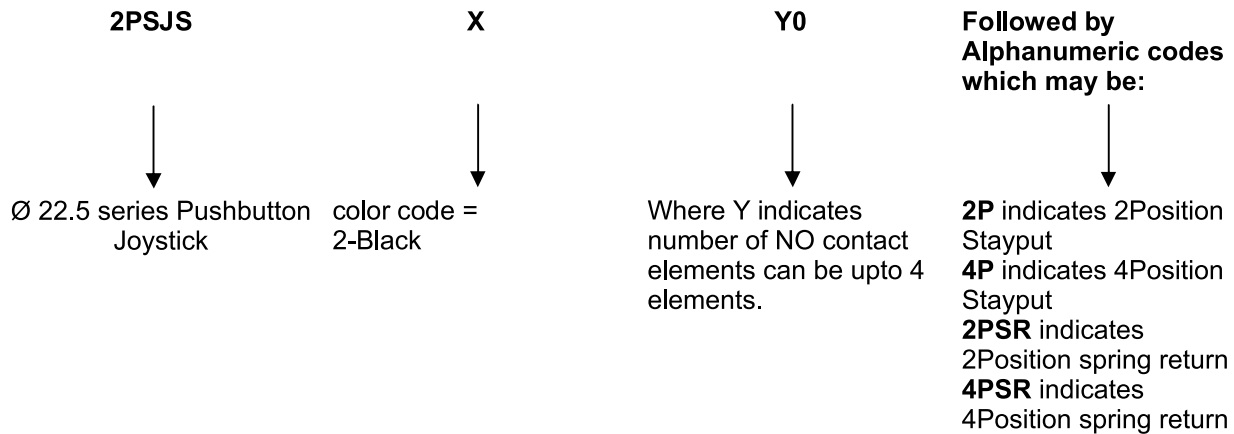 2PSJS
X
Y0
Followed by
Alphanumeric codes
which may be:
Ø 22.5 series Pushbutton
Joystick
color code =
2-Black
Where Y indicates
number of NO contact
elements can be upto 4
elements.
2P indicates 2Position
Stayput
4P indicates 4Position
Stayput
2PSR indicates
2Position spring return
4PSR indicates
4Position spring return